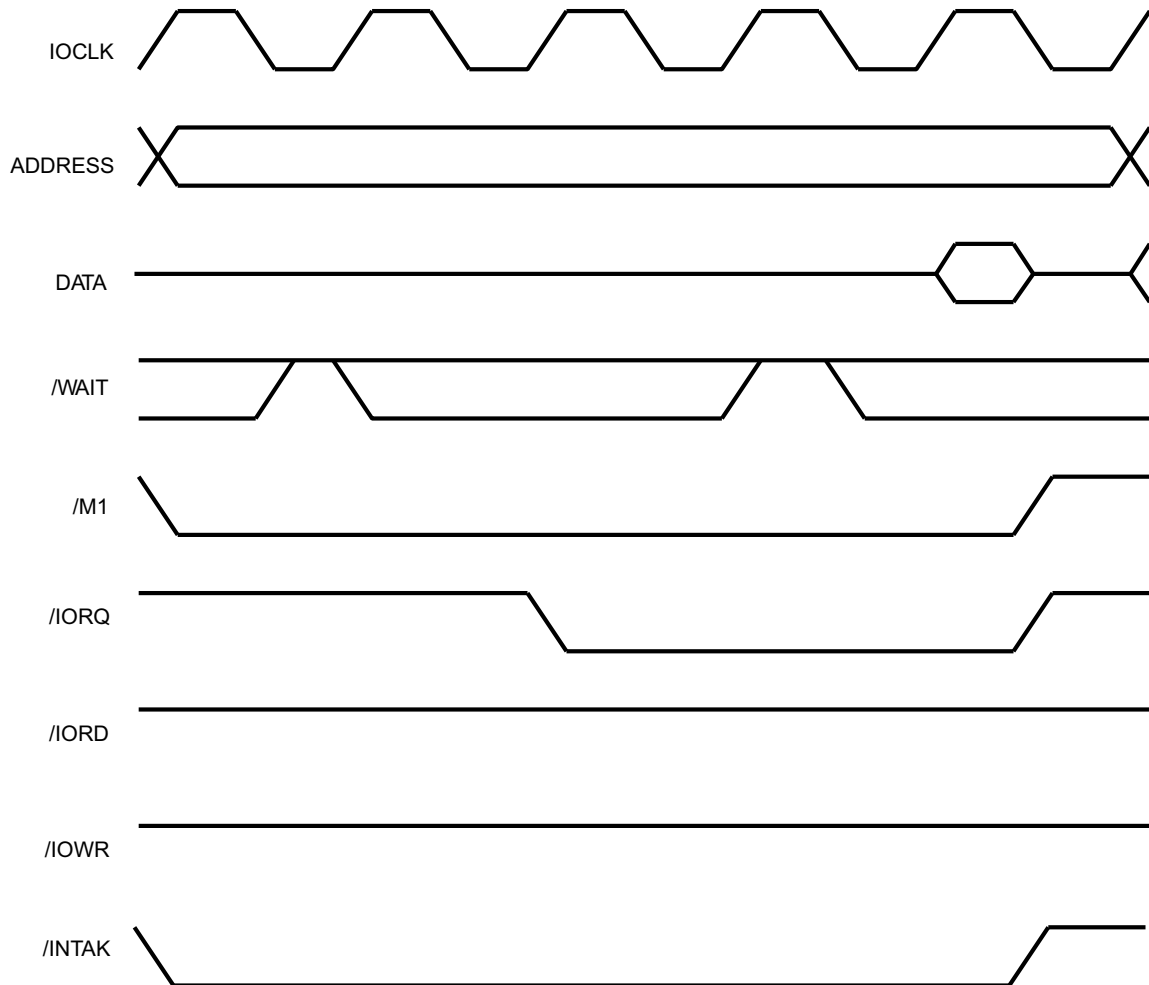 IOCLK
ADDRESS
DATA
/WAIT
/M1
/IORQ
/IORD
/IOWR
/INTAK